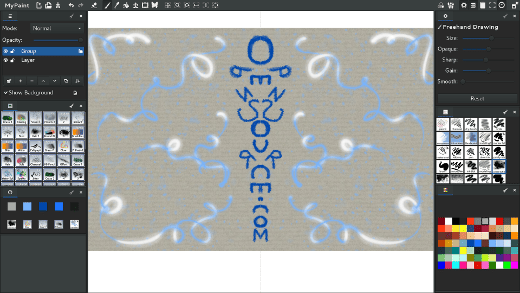 MyPaint
Mode: Normal
Opacity:
Group
Layer
Show Background
OPENSOURCE.COM
Freehand Drawing
Size:
Opaque:
Sharp:
Gain:
Smooth:
Reset